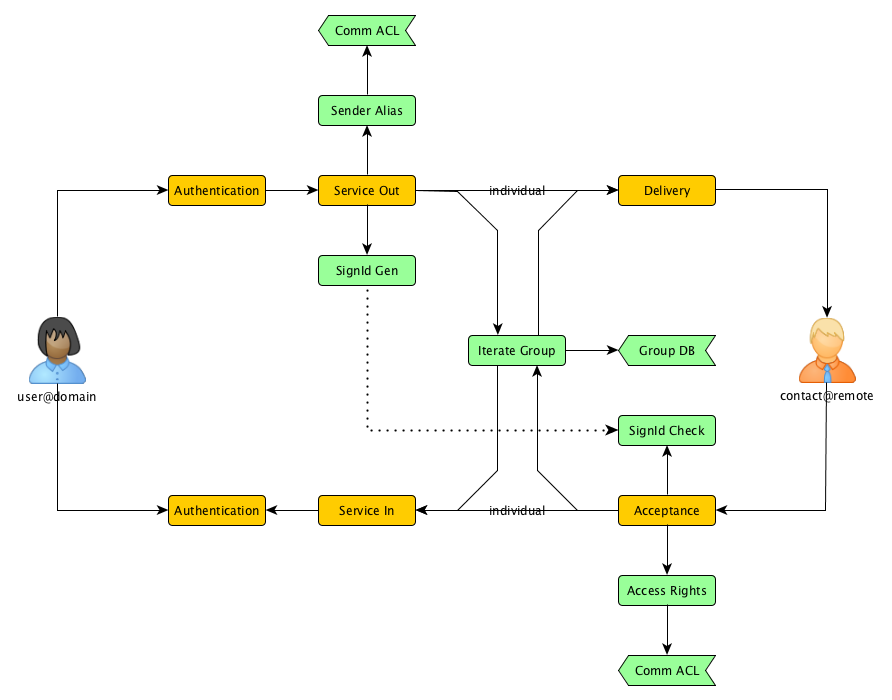 Comm ACL
Sender Alias
Authentication
Service Out
individual
Delivery
SignId Gen
Iterate Group
Group DB
user@domain
contact@remote
SignId Check
Authentication
Service In
individual
Acceptance
Access Rights
Comm ACL